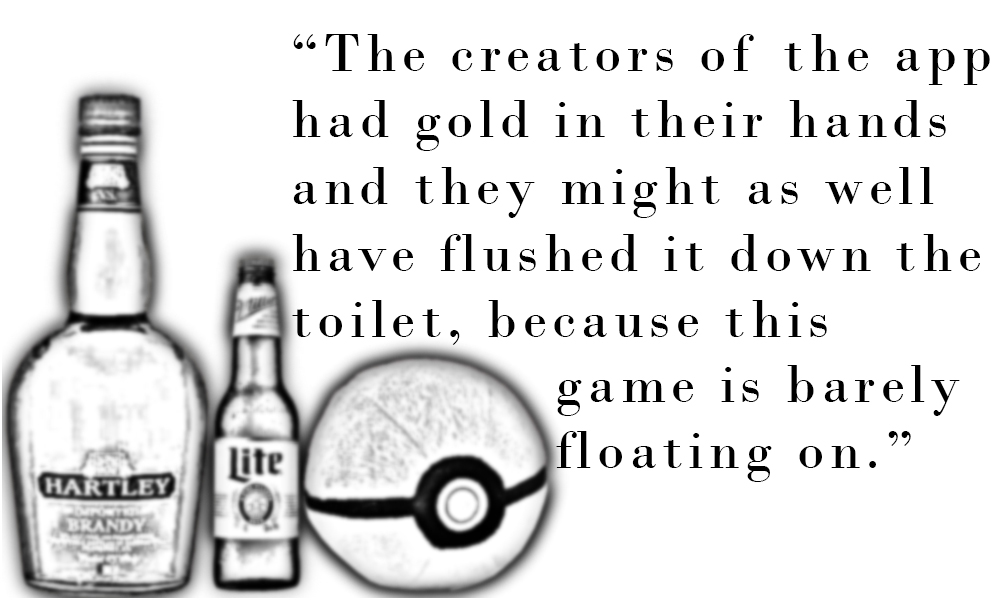 “The creators of the app
had gold in their hands
and they might as well
have flushed it down the
toilet, because this
game is barely
floating on.”
HARTLEY
IMPORTED
BRANDY
Lite